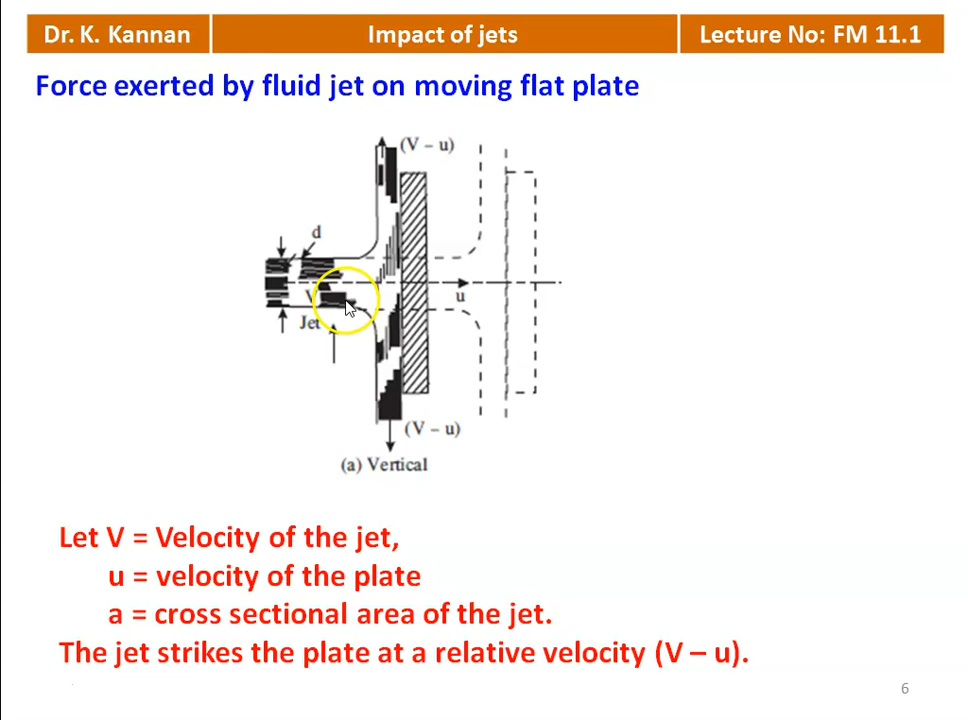 Dr. K. Kannan Impact of jets Lecture No: FM 11.1
Force exerted by fluid jet on moving flat plate
(V – u)
d
u
V
Jet
(V – u)
(a) Vertical
Let V = Velocity of the jet,
u = velocity of the plate
a = cross sectional area of the jet.
The jet strikes the plate at a relative velocity (V – u).
6